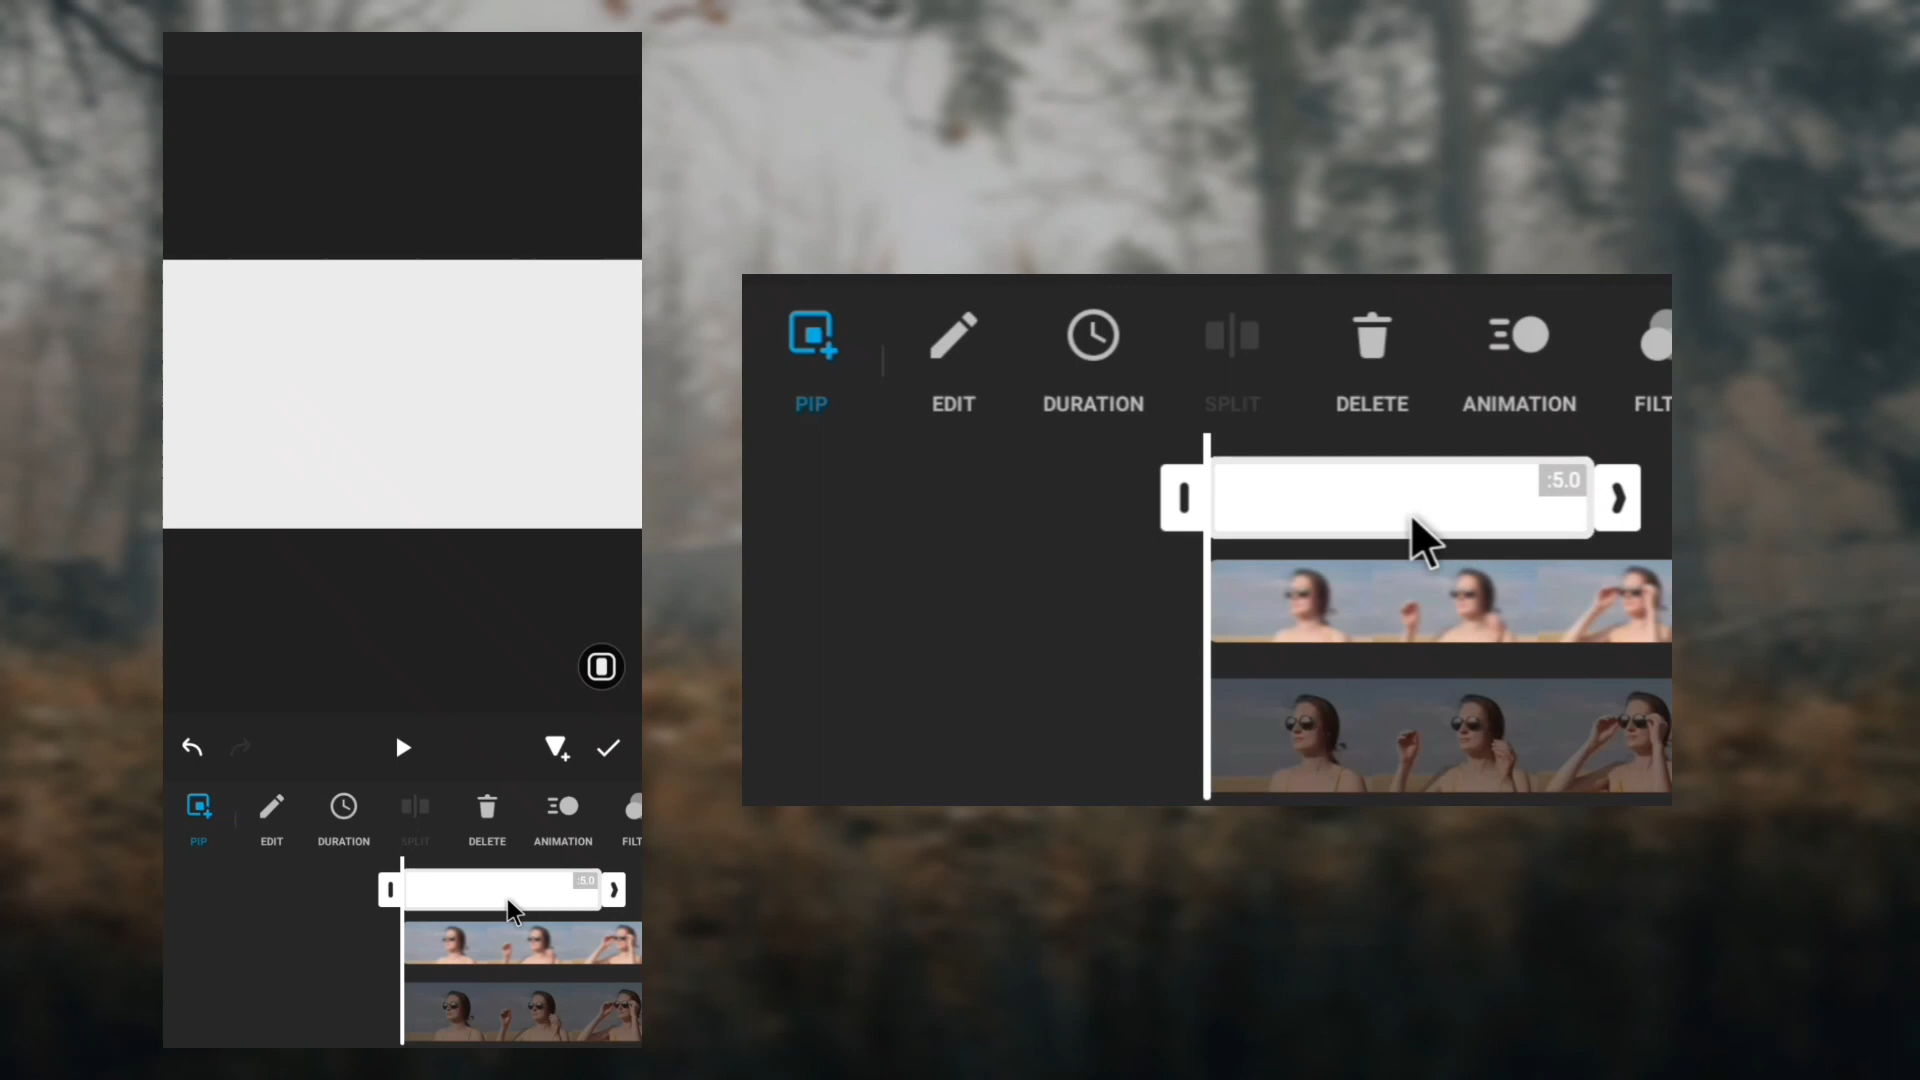 PIP EDIT DURATION SPLIT DELETE ANIMATION FILT
:5.0
PIP EDIT DURATION SPLIT DELETE ANIMATION FILT
:5.0